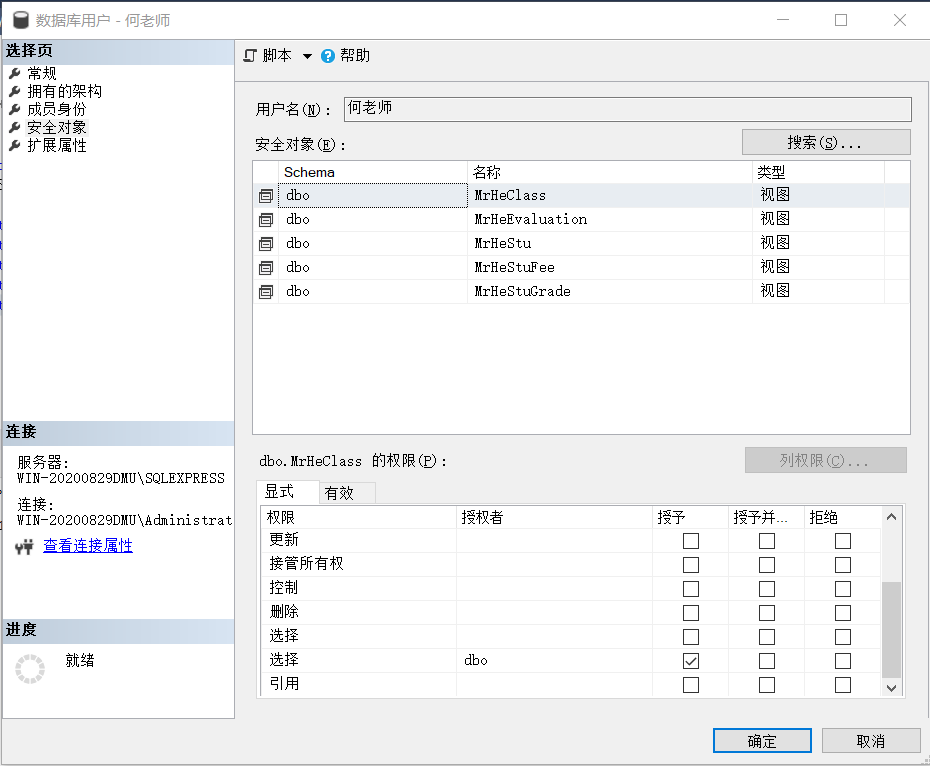 数据库用户 - 何老师
选择页
常规
拥有的架构
成员身份
安全对象
扩展属性
脚本 帮助
用户名(N)： 何老师
安全对象(E)：
搜索(S)...
Schema 名称 类型
dbo MrHeClass 视图
dbo MrHeEvaluation 视图
dbo MrHeStu 视图
dbo MrHeStuFee 视图
dbo MrHeStuGrade 视图
连接
服务器:
WIN-20200829DMU\SQLEXPRESS
连接:
WIN-20200829DMU\Administrat
查看连接属性
进度
就绪
dbo.MrHeClass 的权限(P)：
列权限(C)...
显式 有效
权限 授权者 授予 授予并... 拒绝
更新
接管所有权
控制
删除
选择
选择 dbo
引用
确定 取消